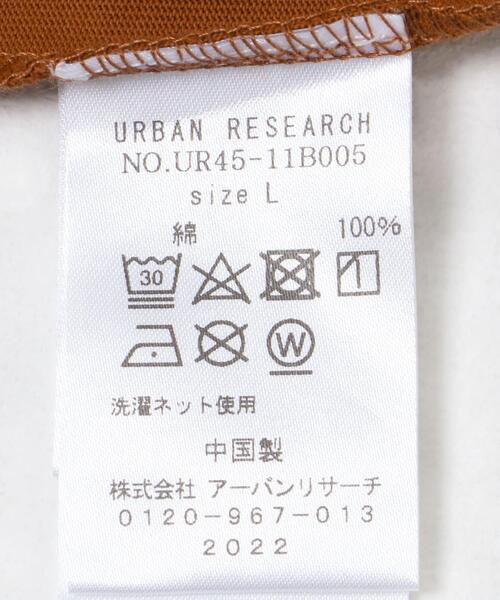 URBAN RESEARCH
NO.UR45-11B005
size L
綿 100%
30
W
洗濯ネット使用
中国製
株式会社 アーバンリサーチ
0120-967-013
2022